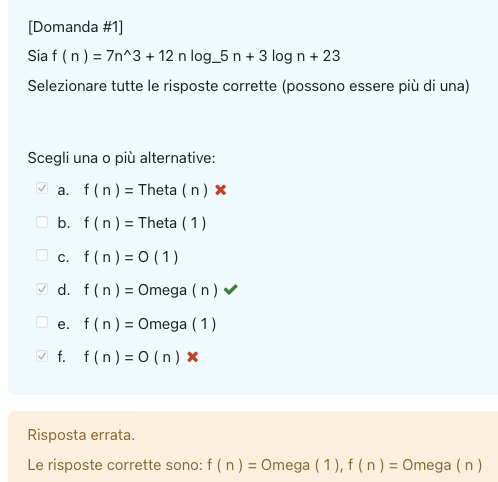 [Domanda #1]
Sia f ( n ) = 7n^3 + 12 n log_5 n + 3 log n + 23
Selezionare tutte le risposte corrette (possono essere più di una)
Scegli una o più alternative:
a. f ( n ) = Theta ( n )
b. f ( n ) = Theta ( 1 )
c. f ( n ) = O ( 1 )
d. f ( n ) = Omega ( n )
e. f ( n ) = Omega ( 1 )
f. f ( n ) = O ( n )
Risposta errata.
Le risposte corrette sono: f ( n ) = Omega ( 1 ), f ( n ) = Omega ( n )